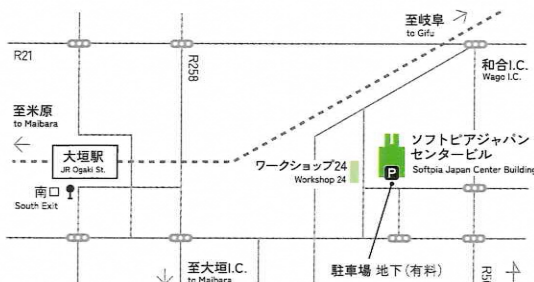 至岐阜
to Gifu
R21
R258
和合I.C.
Wago I.C.
至米原
to Maibara
大垣駅
JR Ogaki St.
南口
South Exit
ワークショップ24
Workshop 24
ソフトピアジャパン
センタービル
Softpia Japan Center Building
P
至大垣I.C.
to Maibara
駐車場 地下(有料)